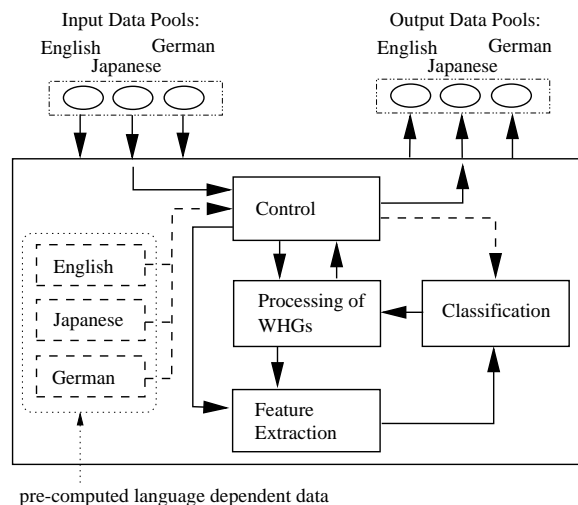 Input Data Pools:
English
German
Japanese
Output Data Pools:
English
German
Japanese
Control
English
Japanese
German
Processing of
WHGs
Classification
Feature
Extraction
pre-computed language dependent data